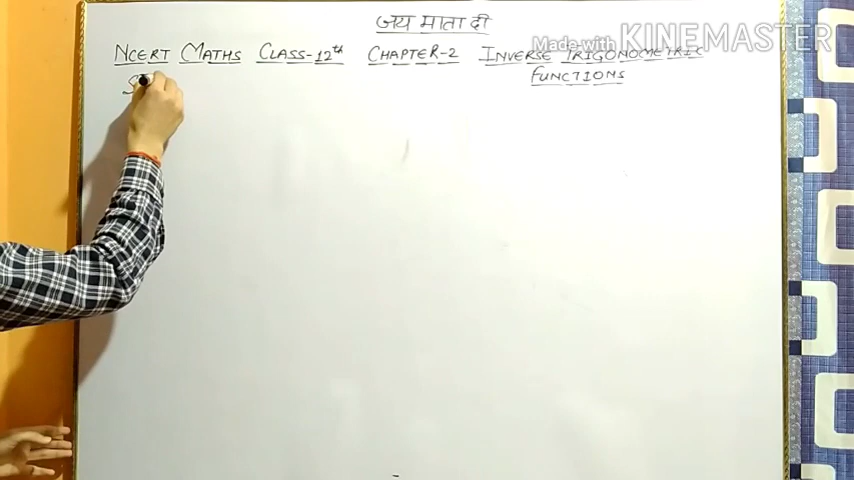 जय माता दी
Made with KINEMASTER
NCERT MATHS CLASS-12th CHAPTER-2 INVERSE TRIGONOMETRIC
FUNCTIONS
S